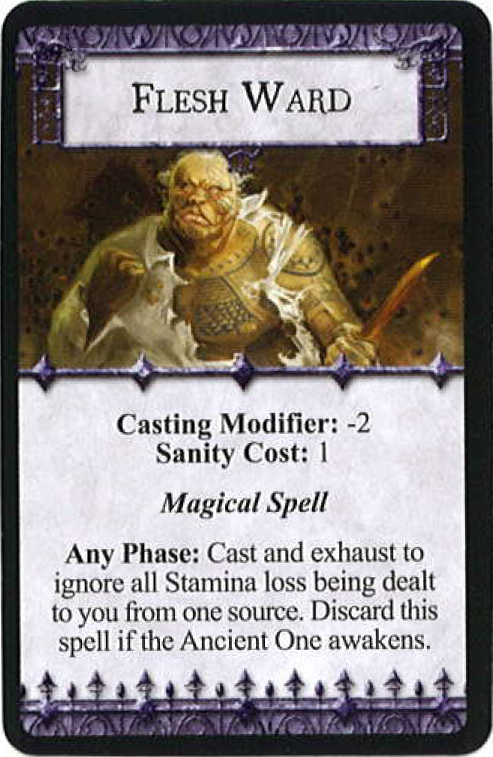 Flesh Ward
Casting Modifier: -2
Sanity Cost: 1
Magical Spell
Any Phase: Cast and exhaust to
ignore all Stamina loss being dealt
to you from one source. Discard this
spell if the Ancient One awakens.